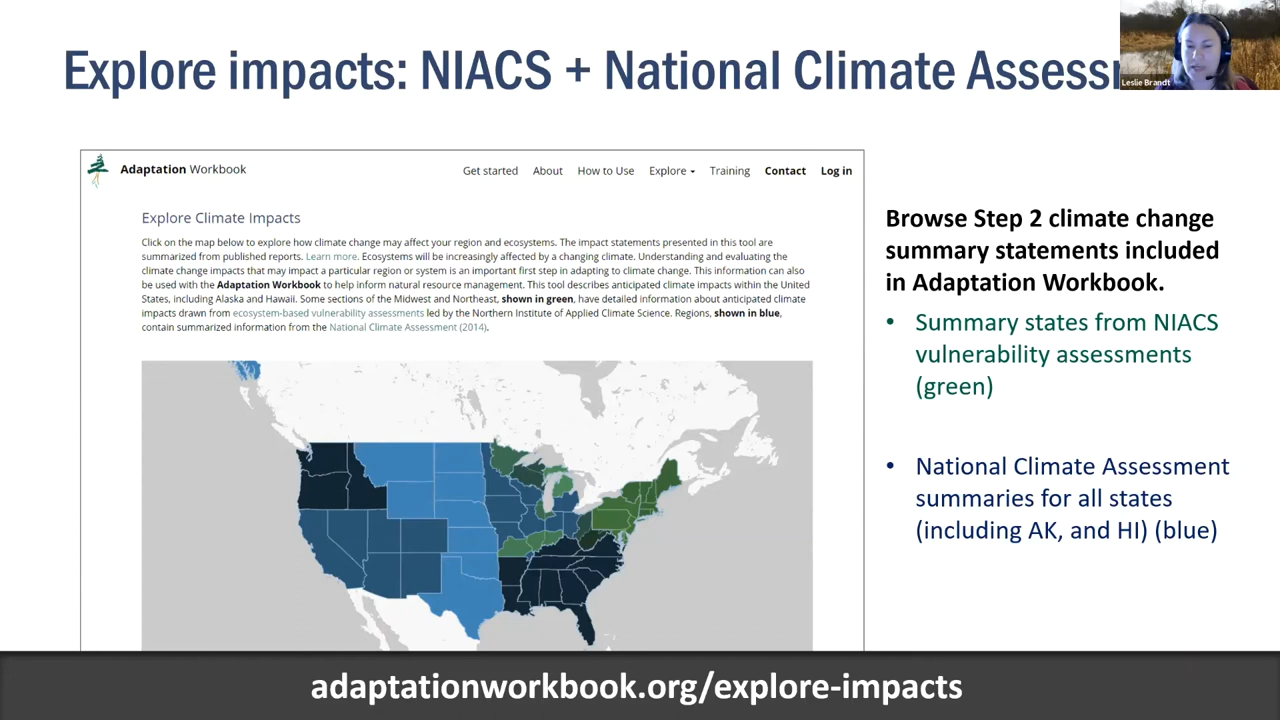 Explore impacts: NIACS + National Climate Assess
Leslie Brandt
Adaptation Workbook
Get started About How to Use Explore Training Contact Log in
Explore Climate Impacts
Click on the map below to explore how climate change may affect your region and ecosystems. The impact statements presented in this tool are
summarized from published reports. Learn more. Ecosystems will be increasingly affected by a changing climate. Understanding and evaluating the
climate change impacts that may impact a particular region or system is an important first step in adapting to climate change. This information can also
be used with the Adaptation Workbook to help inform natural resource management. This tool describes anticipated climate impacts within the United
States, including Alaska and Hawaii. Some sections of the Midwest and Northeast, shown in green, have detailed information about anticipated climate
impacts drawn from ecosystem-based vulnerability assessments led by the Northern Institute of Applied Climate Science. Regions, shown in blue,
contain summarized information from the National Climate Assessment (2014).
Browse Step 2 climate change
summary statements included
in Adaptation Workbook.
• Summary states from NIACS
vulnerability assessments
(green)
• National Climate Assessment
summaries for all states
(including AK, and HI) (blue)
adaptationworkbook.org/explore-impacts